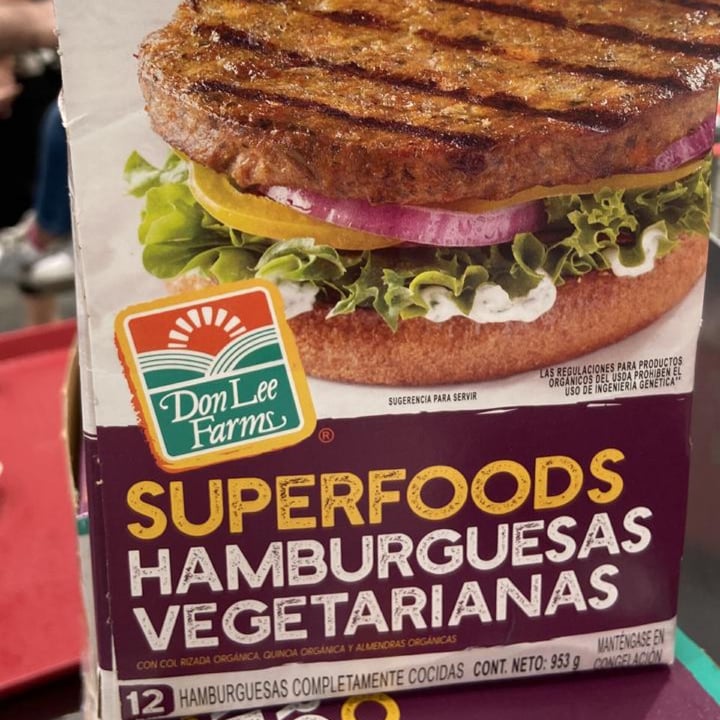 LAS REGULACIONES PARA PRODUCTOS
ORGÁNICOS DEL USDA PROHIBEN EL
USO DE INGENIERÍA GENÉTICA**
SUGERENCIA PARA SERVIR
Don Lee
Farms
®
SUPERFOODS
HAMBURGUESAS
VEGETARIANAS
CON COL RIZADA ORGÁNICA, QUINOA ORGÁNICA Y ALMENDRAS ORGÁNICAS
12 HAMBURGUESAS COMPLETAMENTE COCIDAS CONT. NETO: 953 g
MANTÉNGASE EN
CONGELACIÓN